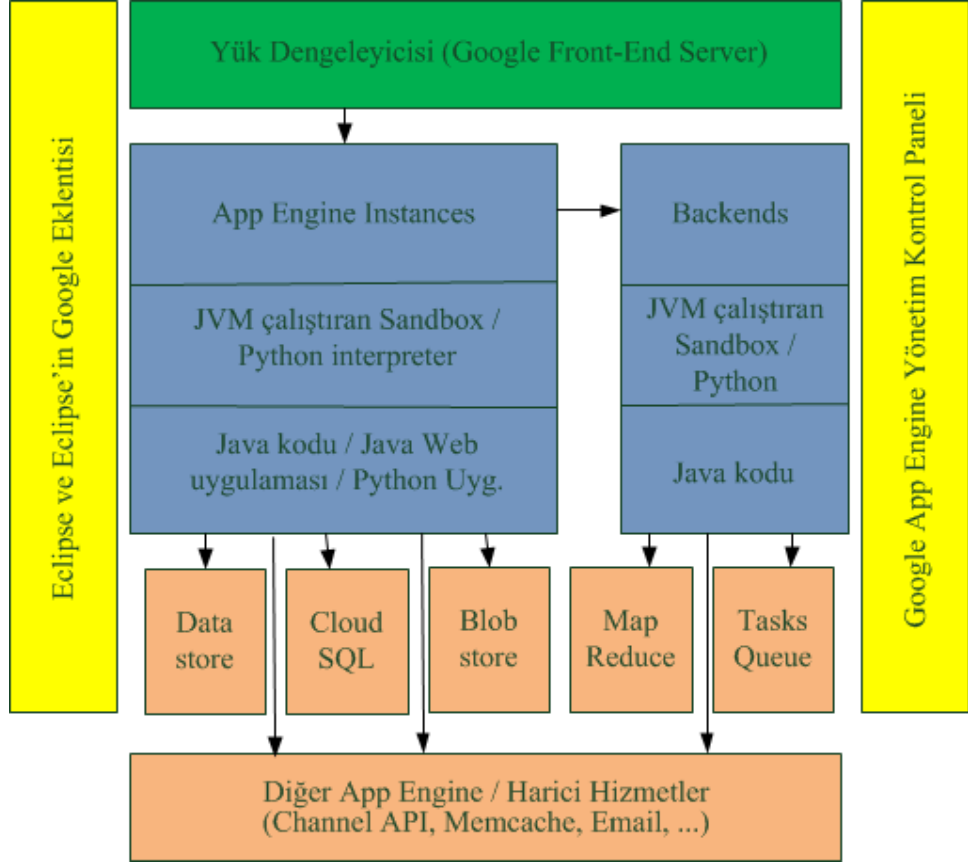 Yük Dengeleyicisi (Google Front-End Server)
Eclipse ve Eclipse’in Google Eklentisi
App Engine Instances
Backends
JVM çalıştıran Sandbox /
Python interpreter
JVM çalıştıran
Sandbox /
Python
Java kodu / Java Web
uygulaması / Python Uyg.
Java kodu
Data
store
Cloud
SQL
Blob
store
Map
Reduce
Tasks
Queue
Diğer App Engine / Harici Hizmetler
(Channel API, Memcache, Email, ...)
Google App Engine Yönetim Kontrol Paneli